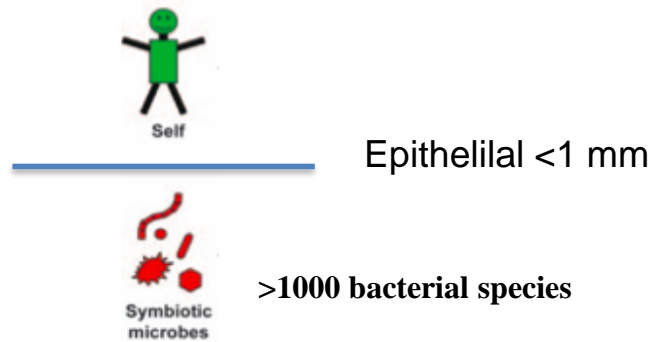 Self
Epithelilal <1 mm
>1000 bacterial species
Symbiotic
microbes